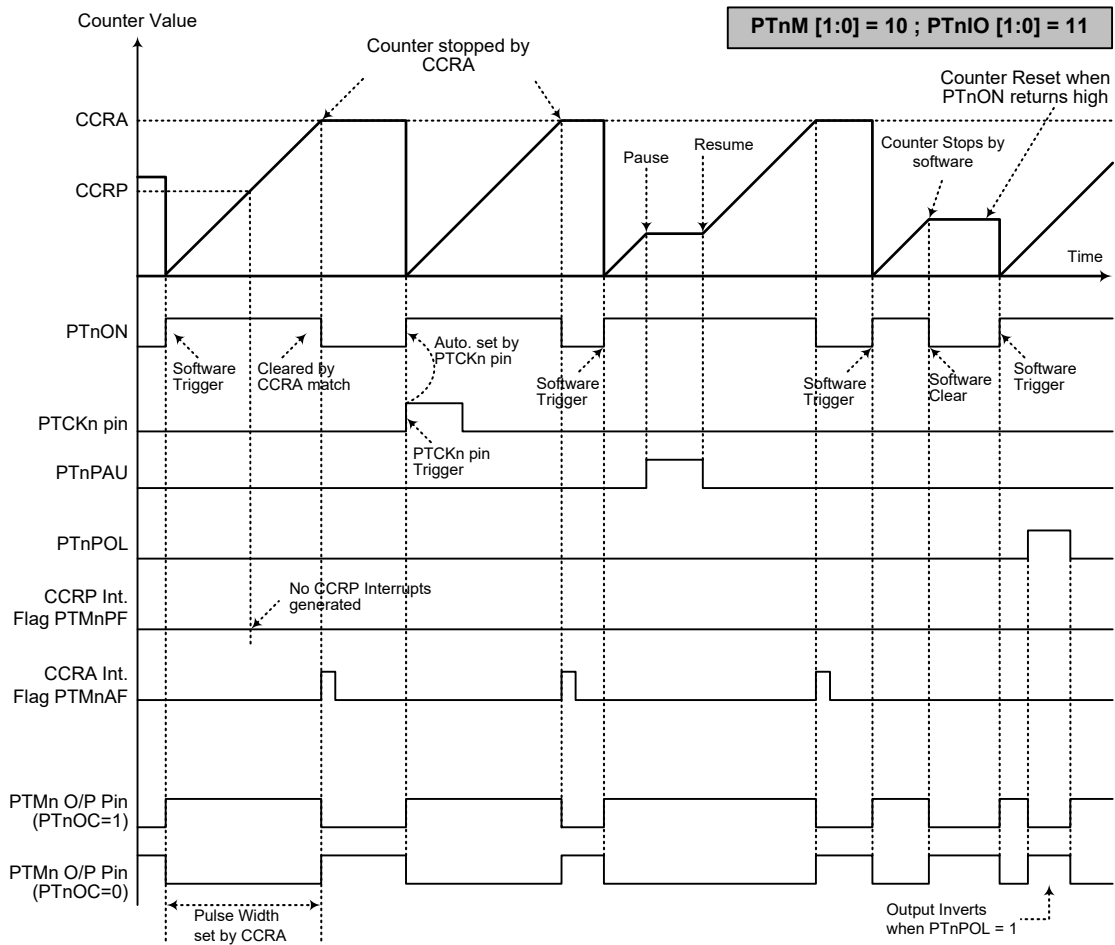 Counter Value
PTnM [1:0] = 10 ; PTnIO [1:0] = 11
Counter stopped by
CCRA
Counter Reset when
PTnON returns high
CCRA
Pause
Resume
Counter Stops by
software
CCRP
Time
PTnON
Software
Trigger
Cleared by
CCRA match
Auto. set by
PTCKn pin
Software
Trigger
Software
Trigger
Software
Clear
Software
Trigger
PTCKn pin
PTCKn pin
Trigger
PTnPAU
PTnPOL
CCRP Int.
Flag PTMnPF
No CCRP Interrupts
generated
CCRA Int.
Flag PTMnAF
PTMn O/P Pin
(PTnOC=1)
PTMn O/P Pin
(PTnOC=0)
Pulse Width
set by CCRA
Output Inverts
when PTnPOL = 1